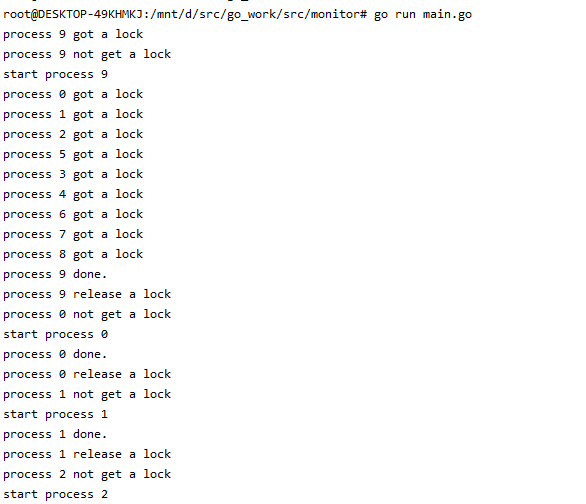 root@DESKTOP-49KHMKJ:/mnt/d/src/go_work/src/monitor# go run main.go
process 9 got a lock
process 9 not get a lock
start process 9
process 0 got a lock
process 1 got a lock
process 2 got a lock
process 5 got a lock
process 3 got a lock
process 4 got a lock
process 6 got a lock
process 7 got a lock
process 8 got a lock
process 9 done.
process 9 release a lock
process 0 not get a lock
start process 0
process 0 done.
process 0 release a lock
process 1 not get a lock
start process 1
process 1 done.
process 1 release a lock
process 2 not get a lock
start process 2